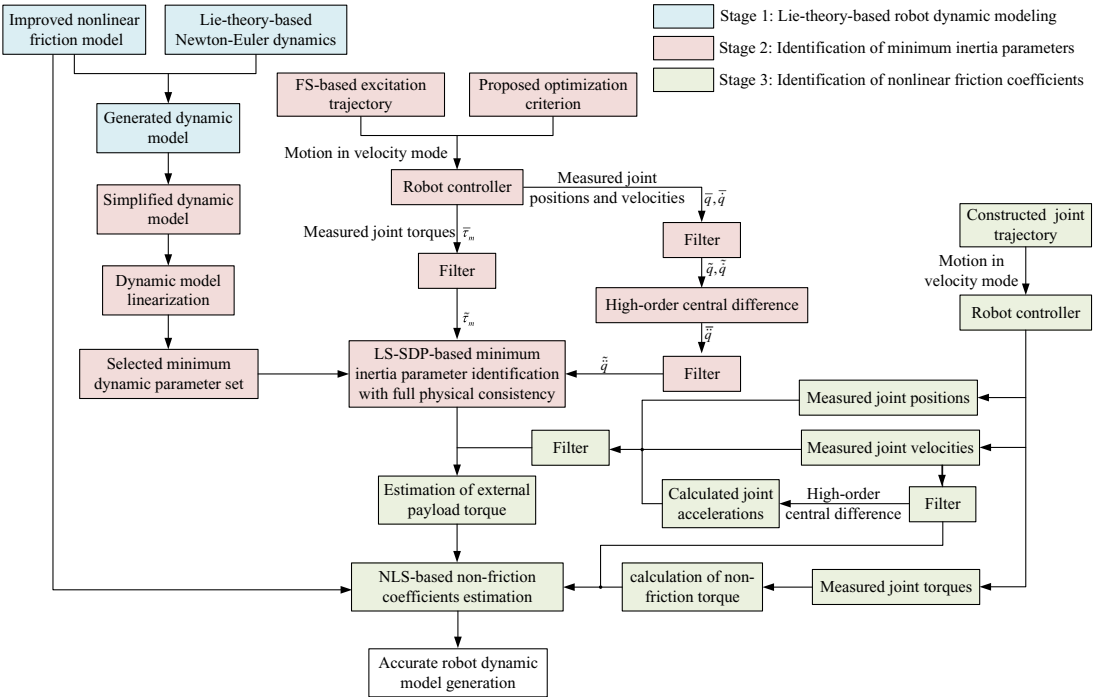 Improved nonlinear
friction model
Lie-theory-based
Newton-Euler dynamics
Stage 1: Lie-theory-based robot dynamic modeling
Stage 2: Identification of minimum inertia parameters
Stage 3: Identification of nonlinear friction coefficients
FS-based excitation
trajectory
Proposed optimization
criterion
Generated dynamic
model
Motion in velocity mode
Robot controller
Measured joint
positions and velocities
q̅, q̇̅
Simplified dynamic
model
Measured joint torques
τ̅ₘ
Filter
Filter
q̃, q̇̃
Constructed joint
trajectory
Motion in
velocity mode
Dynamic model
linearization
High-order central difference
Robot controller
τ̃ₘ
q̈̅
Selected minimum
dynamic parameter set
LS-SDP-based minimum
inertia parameter identification
with full physical consistency
q̈̃
Filter
Measured joint positions
Filter
Measured joint velocities
Estimation of external
payload torque
Calculated joint
accelerations
High-order
central difference
Filter
NLS-based non-friction
coefficients estimation
calculation of non-
friction torque
Measured joint torques
Accurate robot dynamic
model generation